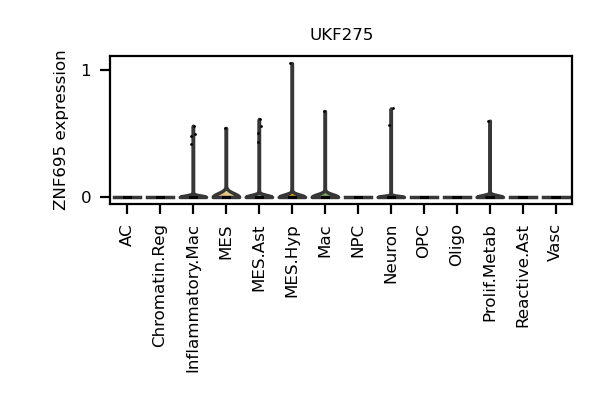 UKF275
ZNF695 expression
1
0
AC
Chromatin.Reg
Inflammatory.Mac
MES
MES.Ast
MES.Hyp
Mac
NPC
Neuron
OPC
Oligo
Prolif.Metab
Reactive.Ast
Vasc